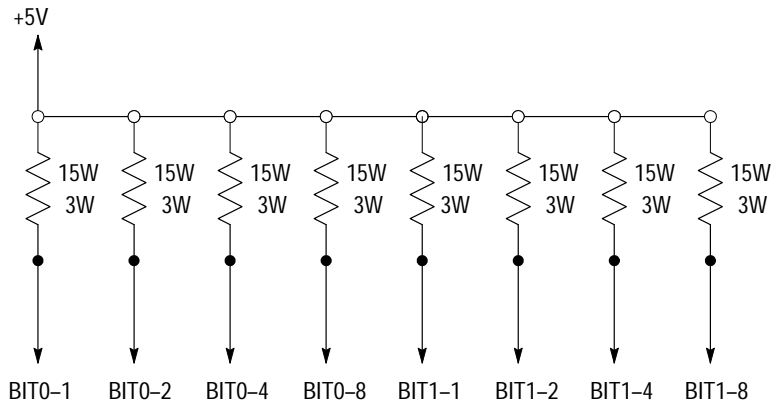 +5V
15W 15W 15W 15W 15W 15W 15W 15W
3W 3W 3W 3W 3W 3W 3W 3W
BIT0–1 BIT0–2 BIT0–4 BIT0–8 BIT1–1 BIT1–2 BIT1–4 BIT1–8